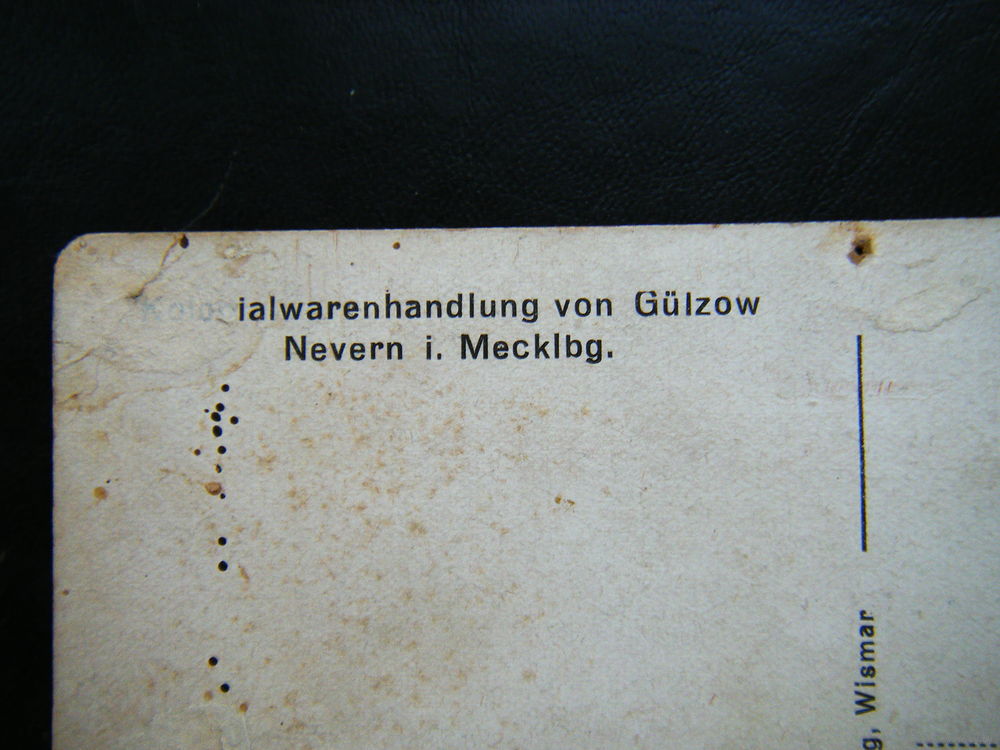 ialwarenhandlung von Gülzow
Nevern i. Mecklbg.
g, Wismar